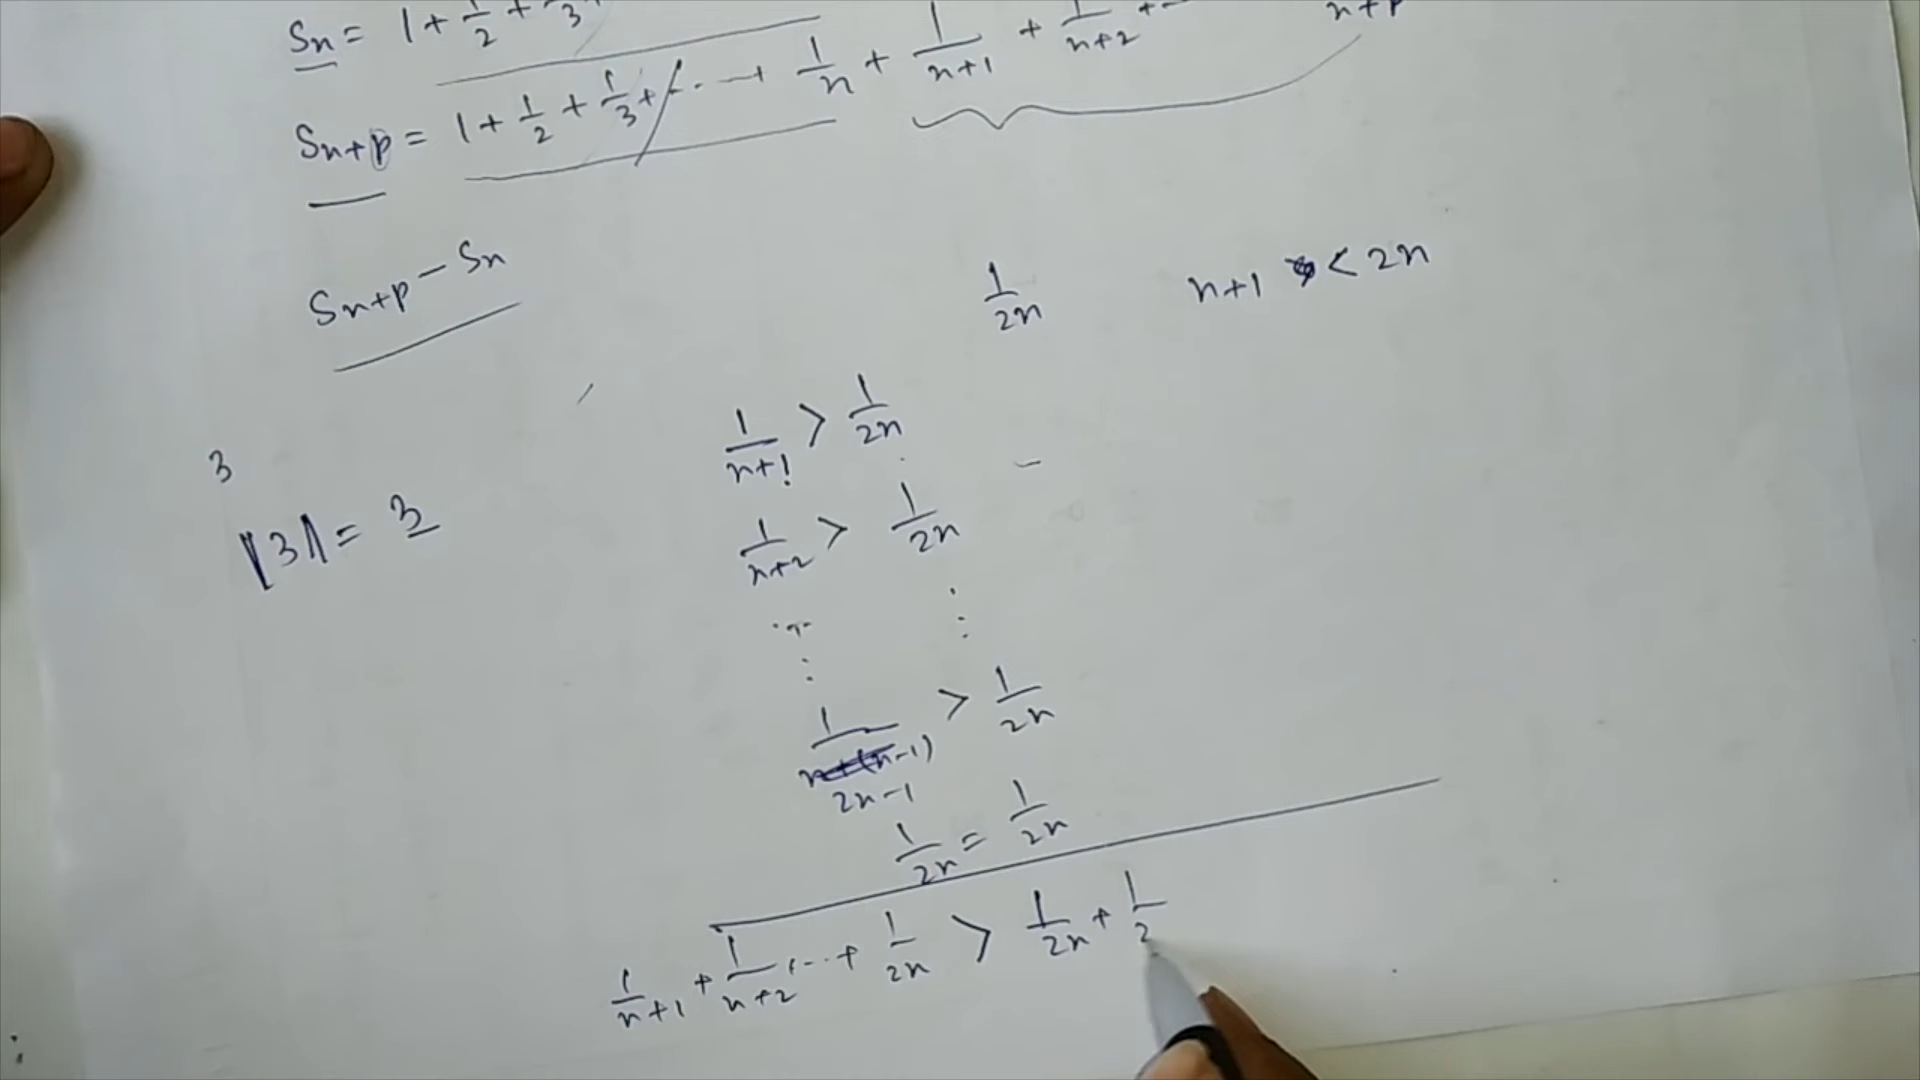 Sn = 1 + 1/2 + 1/3 +
Sn+p = 1 + 1/2 + 1/3 + ... + 1/n + 1/n+1 + 1/n+2 + ... n+p
Sn+p - Sn
1/2n n+1 < 2n
1/n+1 > 1/2n
3
|3| = 3
1/n+2 > 1/2n
1/2n-1 > 1/2n
1/2n = 1/2n
1/n+1 + 1/n+2 + ... + 1/2n > 1/2n + 1/2